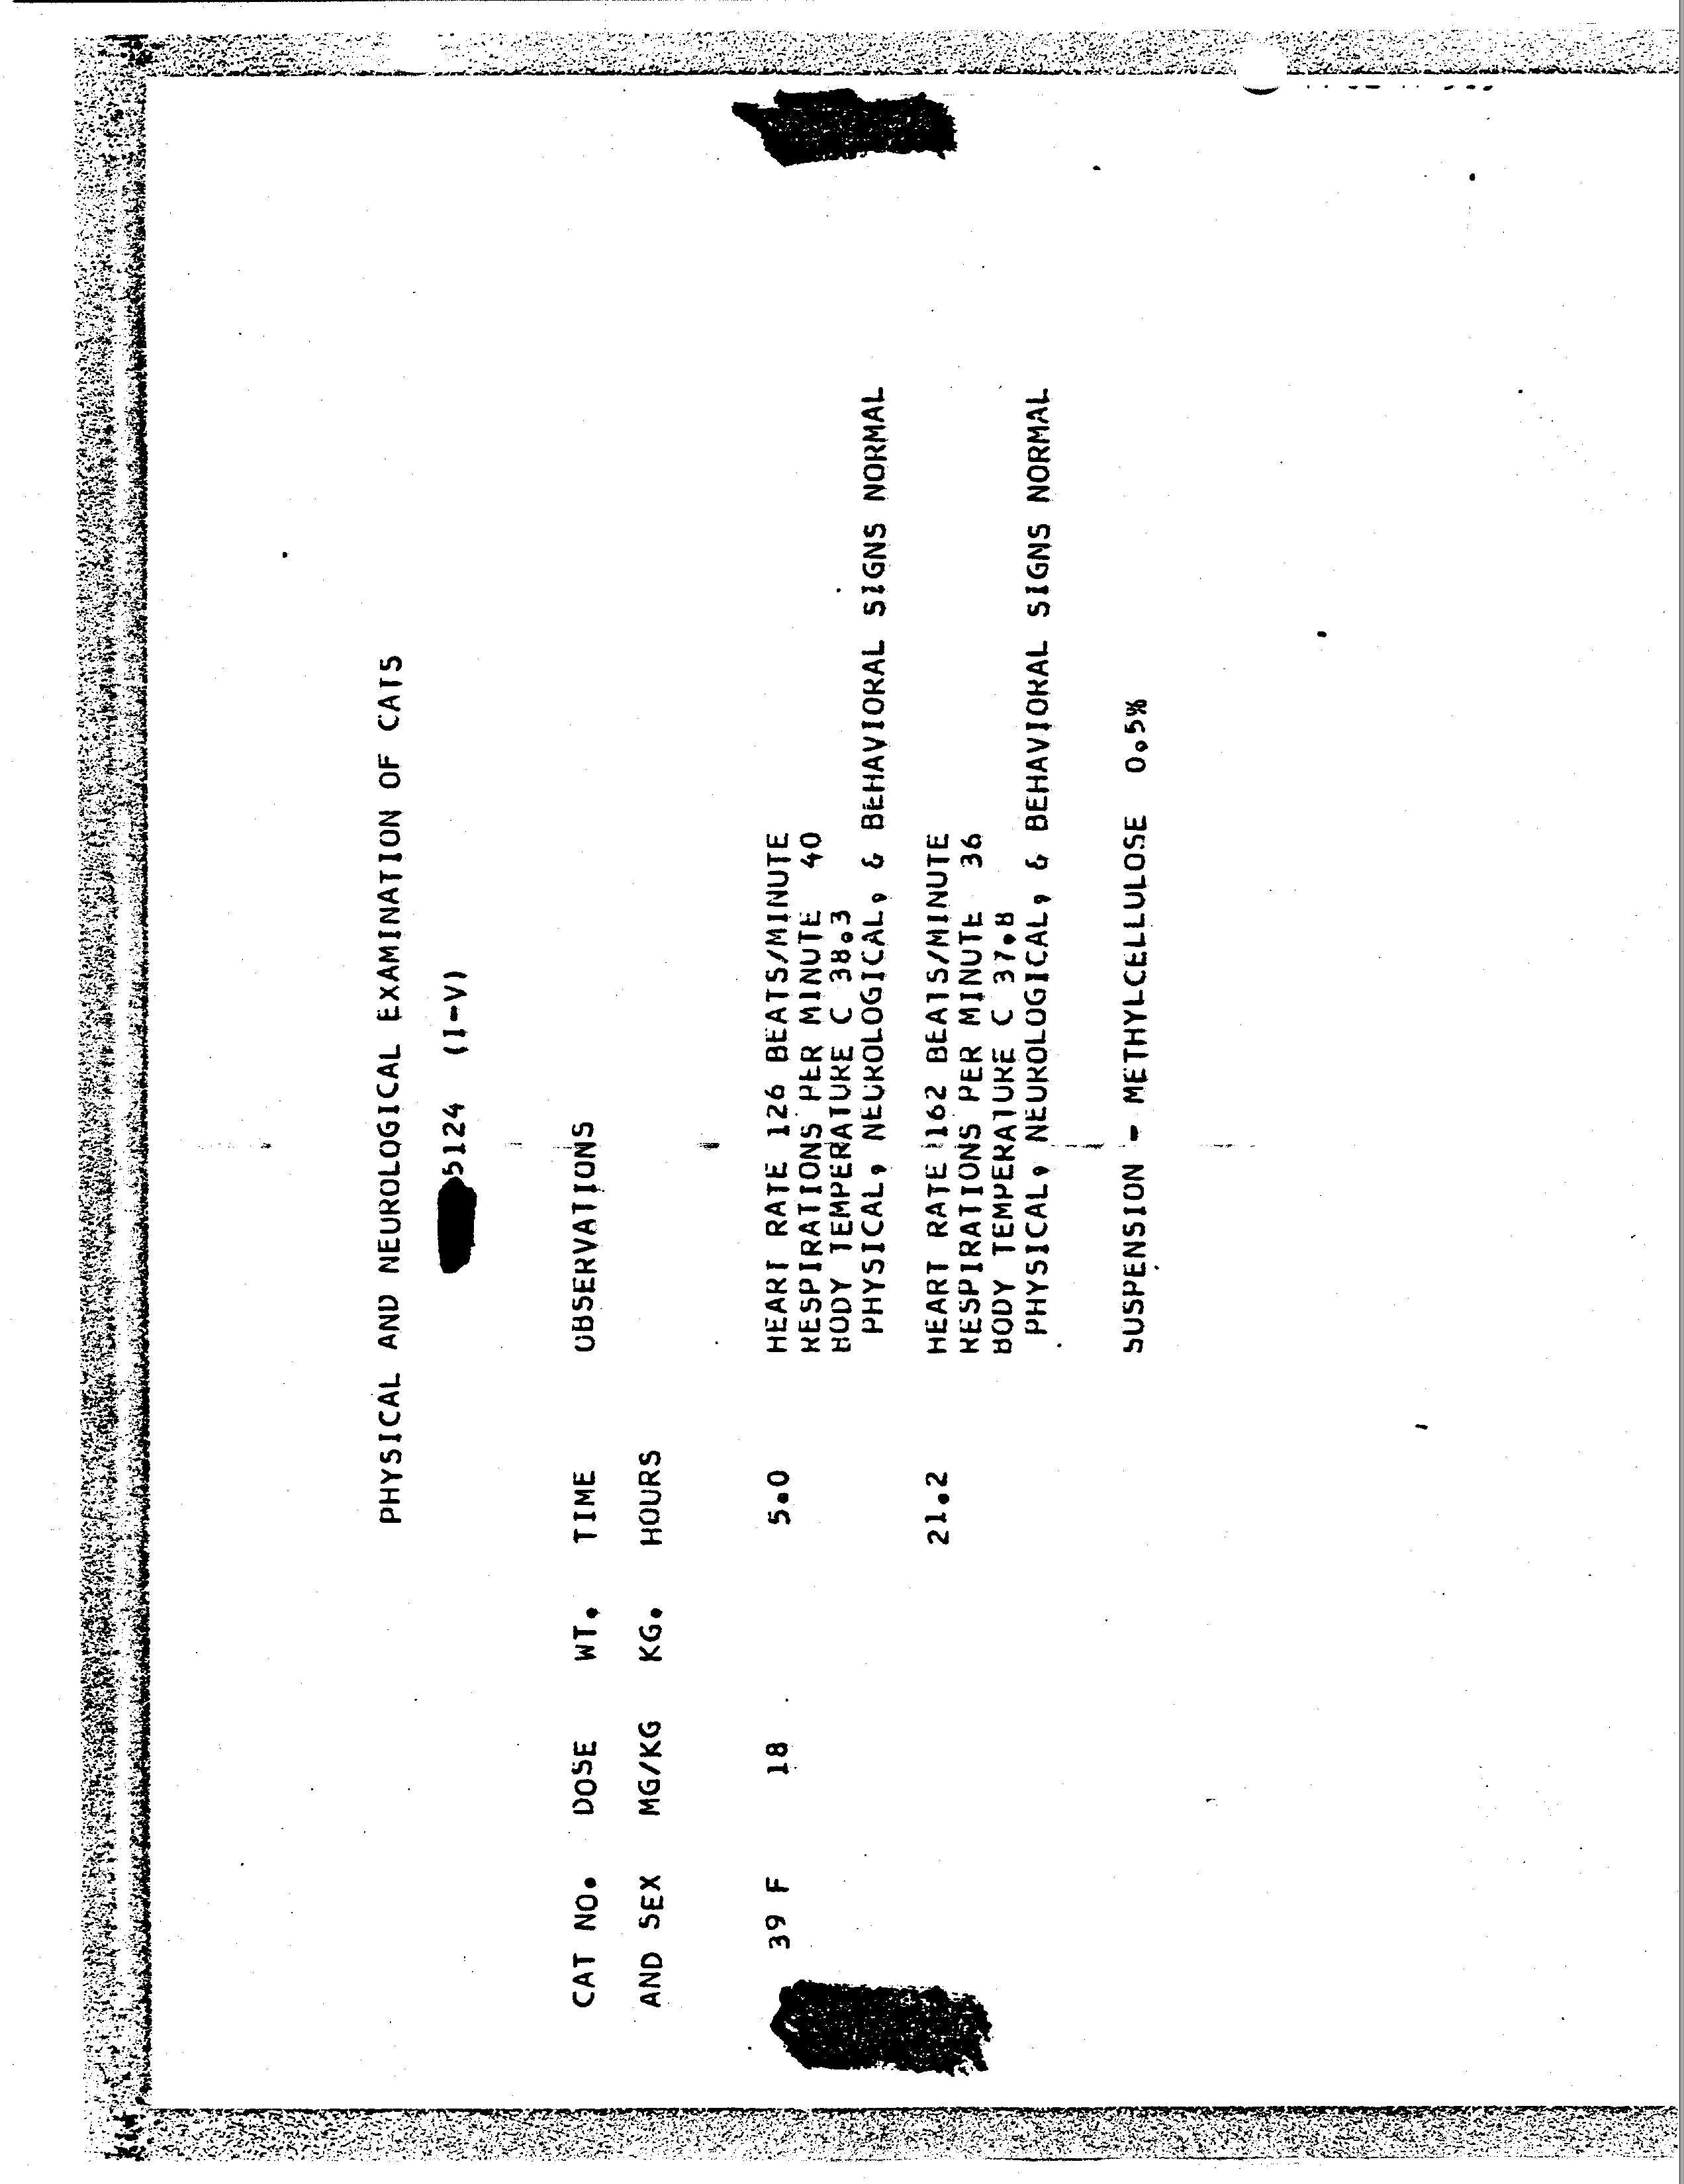 PHYSICAL AND NEUROLOGICAL EXAMINATION OF CATS
5124 (I-V)
CAT NO. DOSE WT. TIME OBSERVATIONS
AND SEX MG/KG KG. HOURS
39 F 18 5.0 HEART RATE 126 BEATS/MINUTE
RESPIRATIONS PER MINUTE 40
BODY TEMPERATURE C 38.3
PHYSICAL, NEUROLOGICAL, & BEHAVIORAL SIGNS NORMAL
21.2 HEART RATE 162 BEATS/MINUTE
RESPIRATIONS PER MINUTE 36
BODY TEMPERATURE C 37.8
PHYSICAL, NEUROLOGICAL, & BEHAVIORAL SIGNS NORMAL
SUSPENSION - METHYLCELLULOSE 0.5%